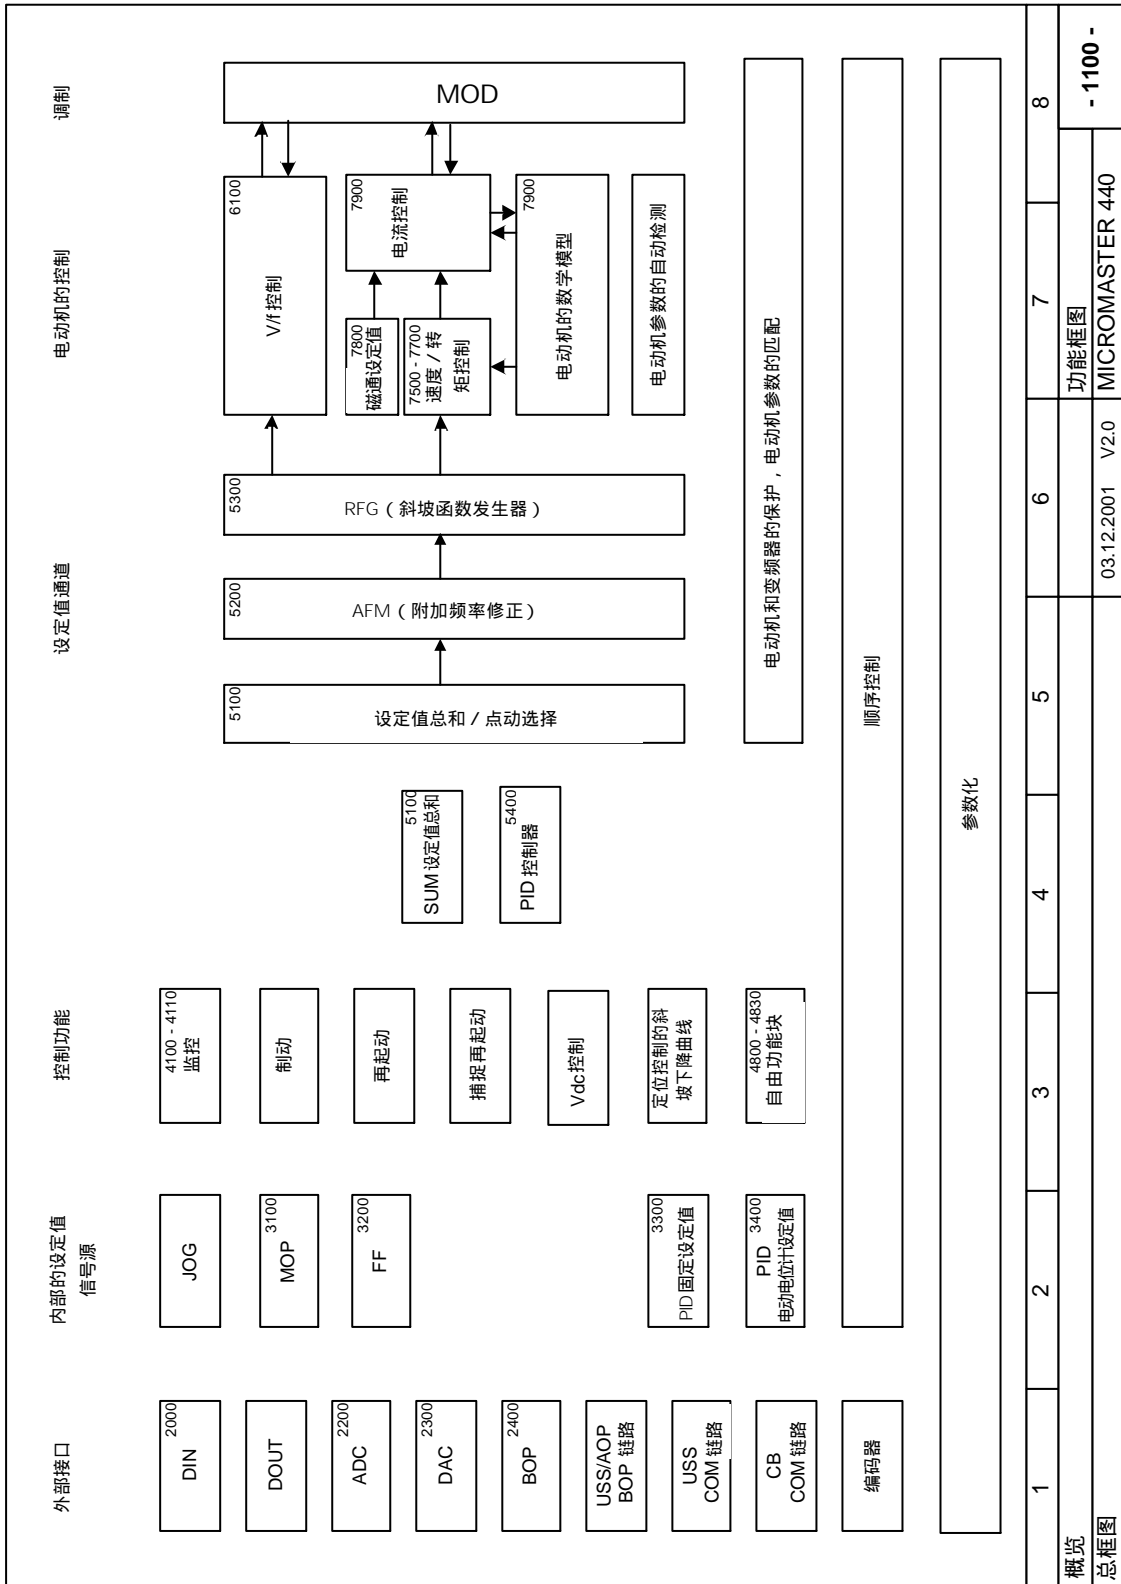 外部接口
内部的设定值
信号源
控制功能
设定值通道
电动机的控制
调制
2000
DIN
DOUT
2200
ADC
2300
DAC
2400
BOP
USS/AOP
BOP 链路
USS
COM 链路
CB
COM 链路
编码器
JOG
3100
MOP
3200
FF
3300
PID 固定设定值
3400
PID
电动电位计设定值
4100 - 4110
监控
制动
再起动
捕捉再起动
Vdc控制
定位控制的斜
坡下降曲线
4800 - 4830
自由功能块
5100
SUM 设定值总和
5400
PID 控制器
5100
设定值总和 / 点动选择
5200
AFM ( 附加频率修正 )
5300
RFG ( 斜坡函数发生器 )
6100
V/f 控制
7800
磁通设定值
7500 - 7700
速度 / 转
矩控制
7900
电流控制
7900
电动机的数学模型
电动机参数的自动检测
MOD
电动机和变频器的保护 , 电动机参数的匹配
顺序控制
参数化
1 2 3 4 5 6 7 8
概览
总框图
03.12.2001 V2.0
功能框图
MICROMASTER 440
- 1100 -